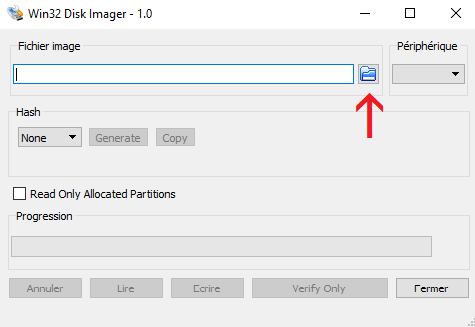 Win32 Disk Imager - 1.0
Fichier image
Périphérique
Hash
None
Generate
Copy
Read Only Allocated Partitions
Progression
Annuler
Lire
Ecrire
Verify Only
Fermer